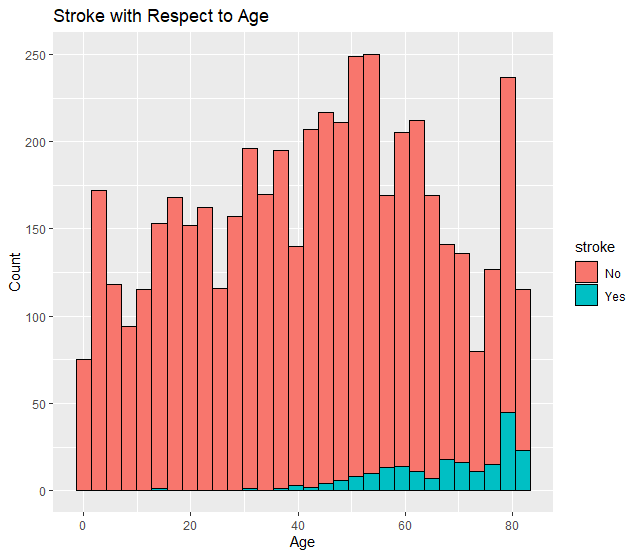 Stroke with Respect to Age
250
200
150
100
50
0
Count
0 20 40 60 80
Age
stroke
No
Yes